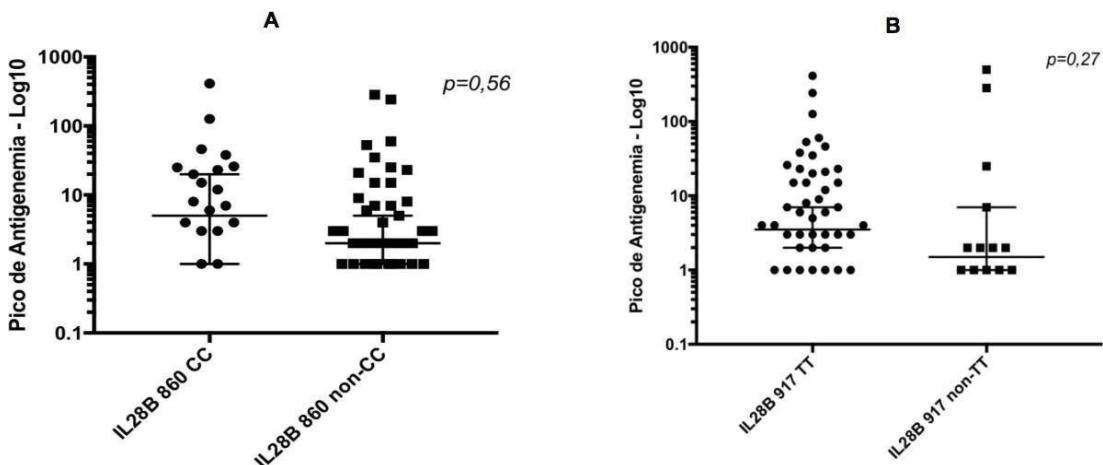 A
Pico de Antigenemia - Log10
1000
100
10
1
0.1
p=0,56
IL28B 860 CC
IL28B 860 non-CC
B
Pico de Antigenemia - Log10
1000
100
10
1
0.1
p=0,27
IL28B 917 TT
IL28B 917 non-TT